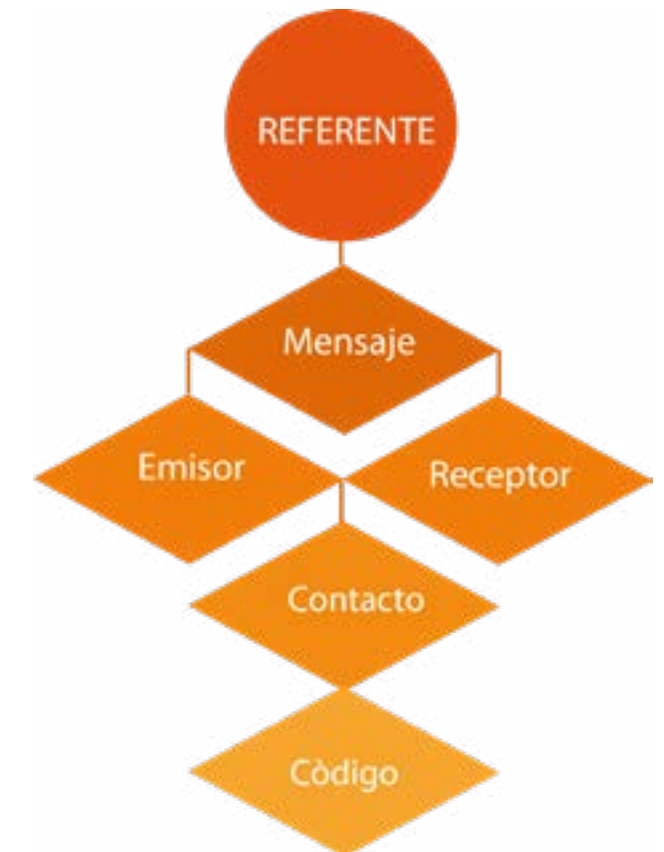 REFERENTE
Mensaje
Emisor
Receptor
Contacto
Còdigo